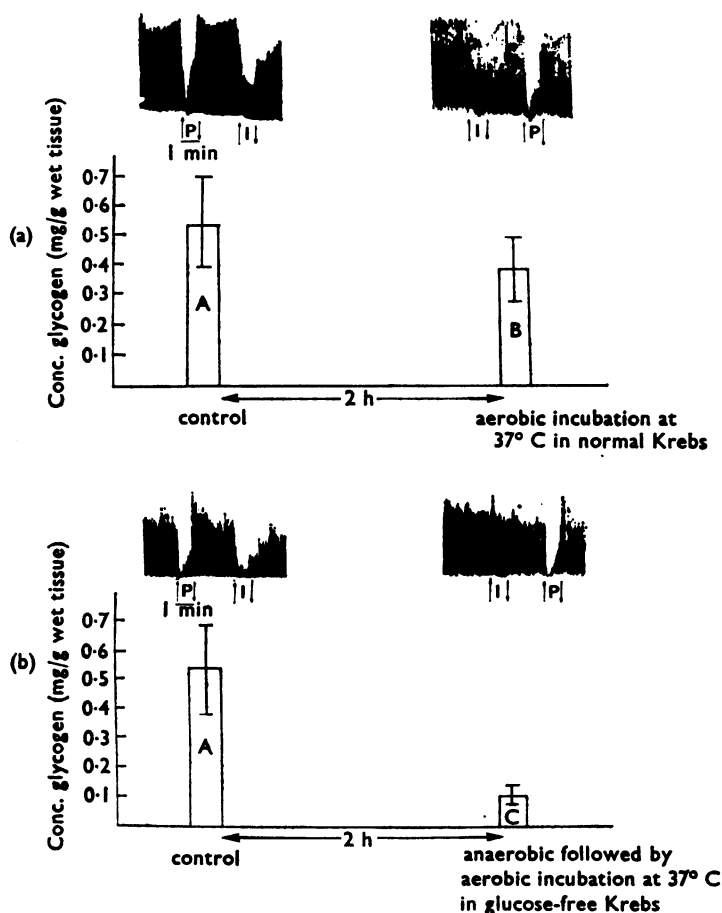 P I I P
1 min
(a)
Conc. glycogen (mg/g wet tissue)
0·7
0·6
0·5
0·4
0·3
0·2
0·1
A
B
2 h
control
aerobic incubation at
37° C in normal Krebs
P I I P
1 min
(b)
Conc. glycogen (mg/g wet tissue)
0·7
0·6
0·5
0·4
0·3
0·2
0·1
A
C
2 h
control
anaerobic followed by
aerobic incubation at 37° C
in glucose-free Krebs